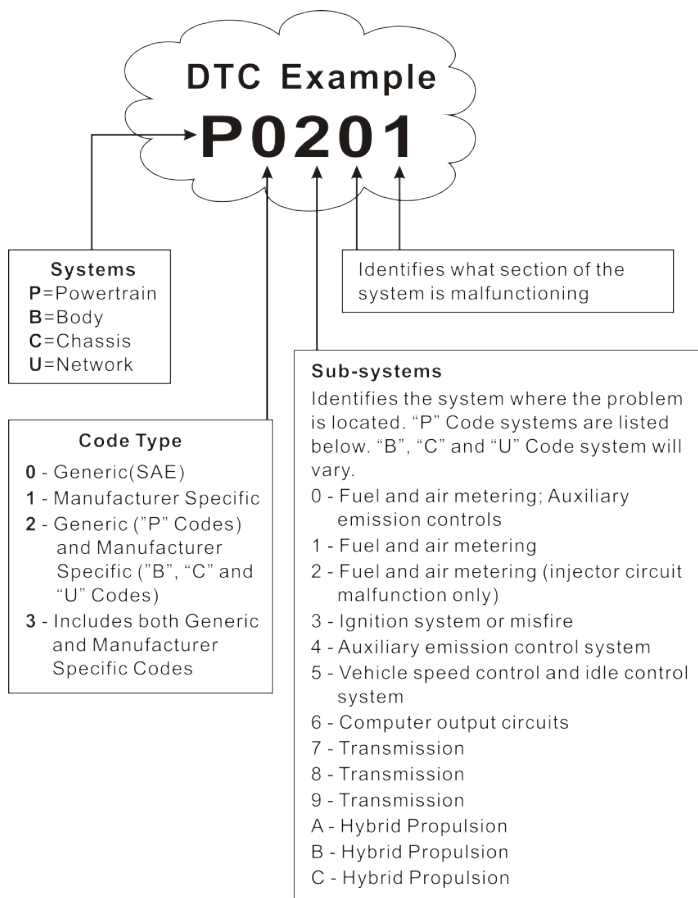 DTC Example
P0201
Systems
P=Powertrain
B=Body
C=Chassis
U=Network
Identifies what section of the
system is malfunctioning
Code Type
0 - Generic(SAE)
1 - Manufacturer Specific
2 - Generic (”P” Codes)
and Manufacturer
Specific (”B”, “C” and
“U” Codes)
3 - Includes both Generic
and Manufacturer
Specific Codes
Sub-systems
Identifies the system where the problem
is located. “P” Code systems are listed
below. “B”, “C” and “U” Code system will
vary.
0 - Fuel and air metering; Auxiliary
emission controls
1 - Fuel and air metering
2 - Fuel and air metering (injector circuit
malfunction only)
3 - Ignition system or misfire
4 - Auxiliary emission control system
5 - Vehicle speed control and idle control
system
6 - Computer output circuits
7 - Transmission
8 - Transmission
9 - Transmission
A - Hybrid Propulsion
B - Hybrid Propulsion
C - Hybrid Propulsion